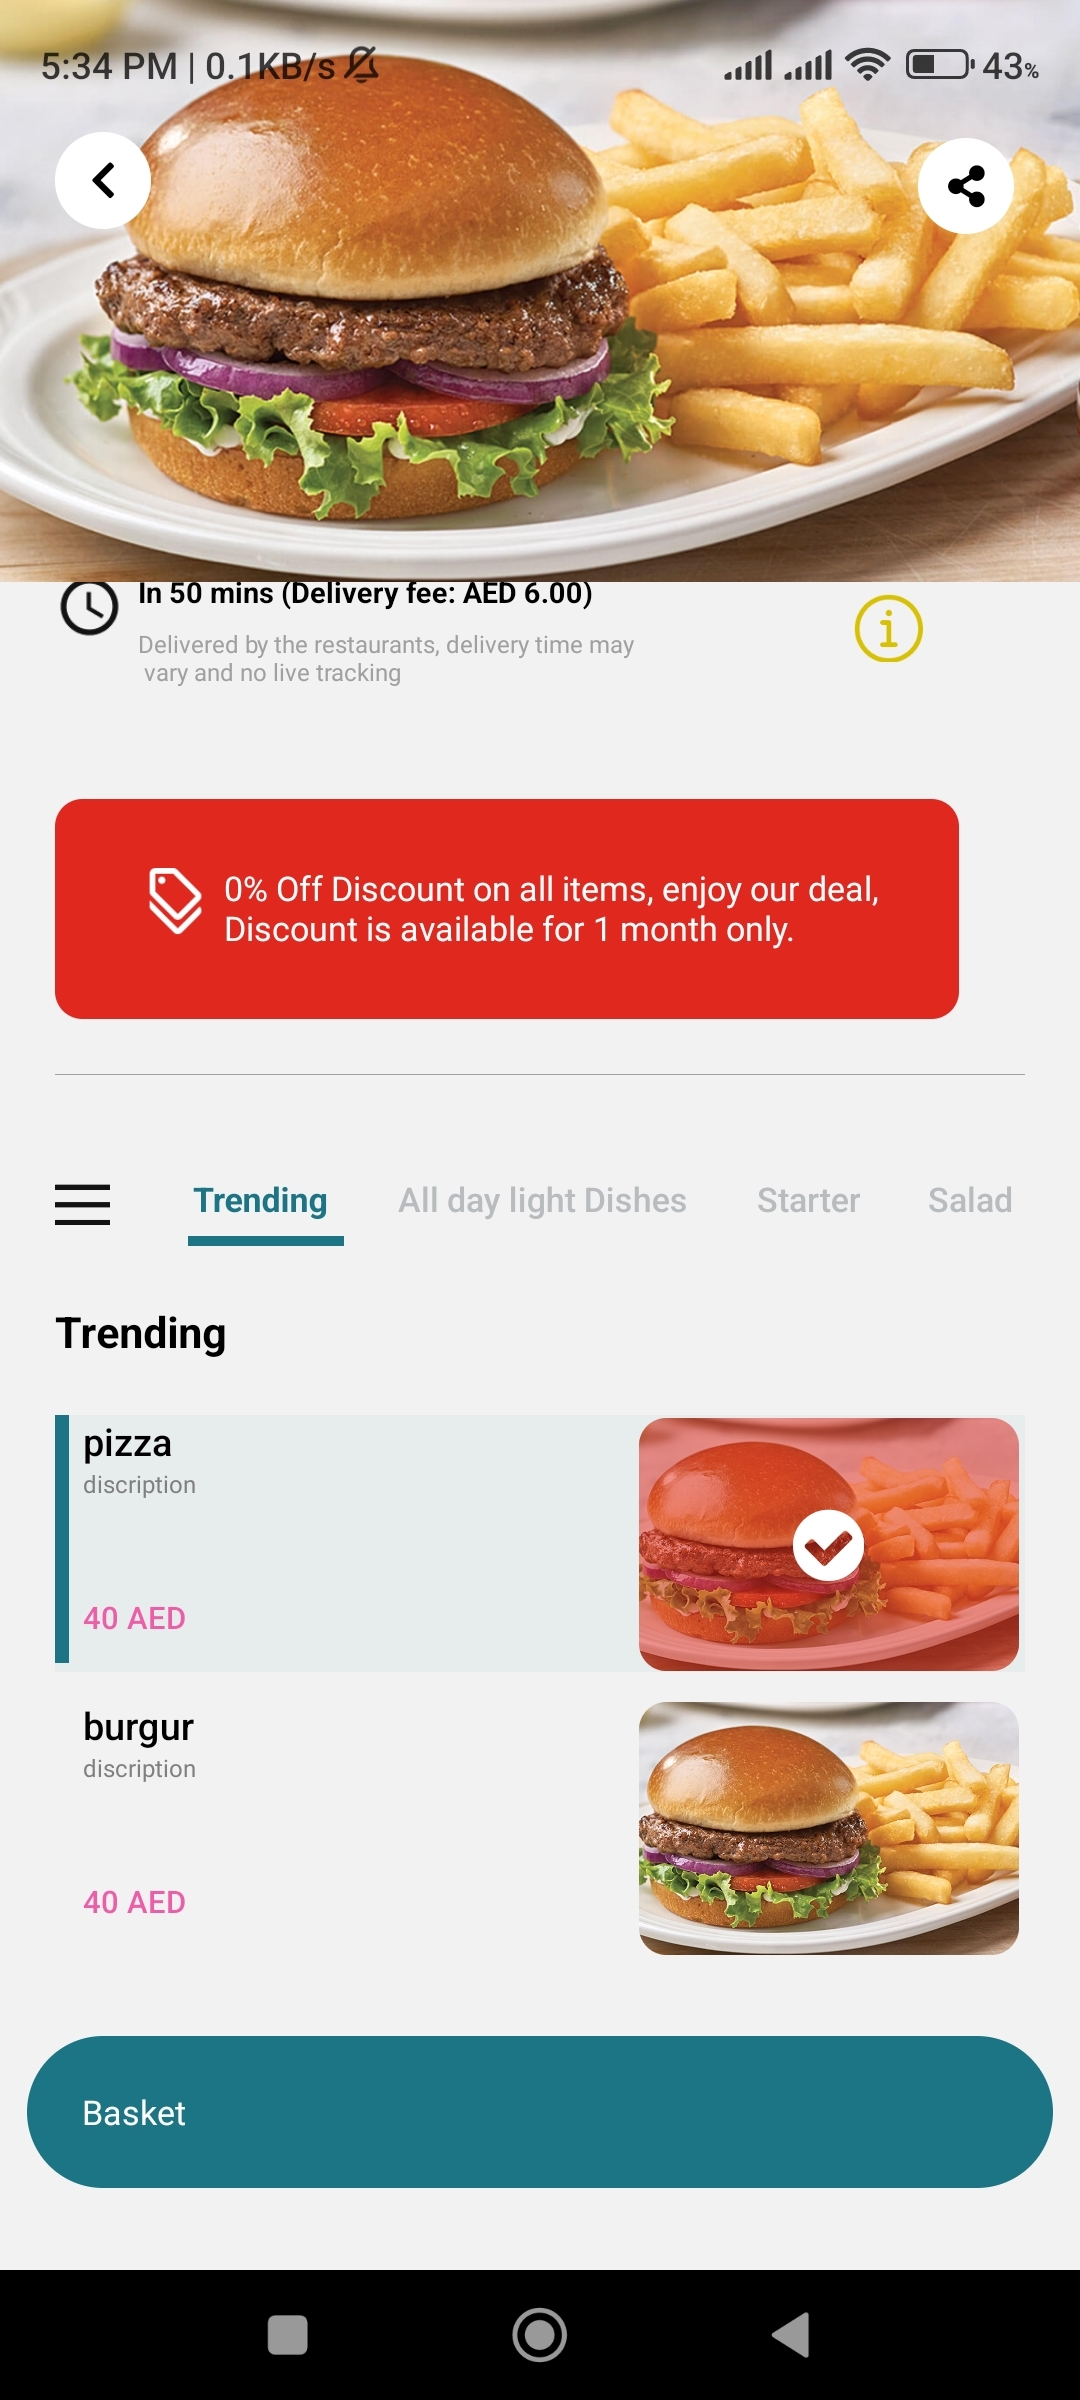 5:34 PM | 0.1KB/s
43%
In 50 mins (Delivery fee: AED 6.00)
Delivered by the restaurants, delivery time may
vary and no live tracking
0% Off Discount on all items, enjoy our deal,
Discount is available for 1 month only.
Trending
All day light Dishes
Starter
Salad
Trending
pizza
discription
40 AED
burgur
discription
40 AED
Basket